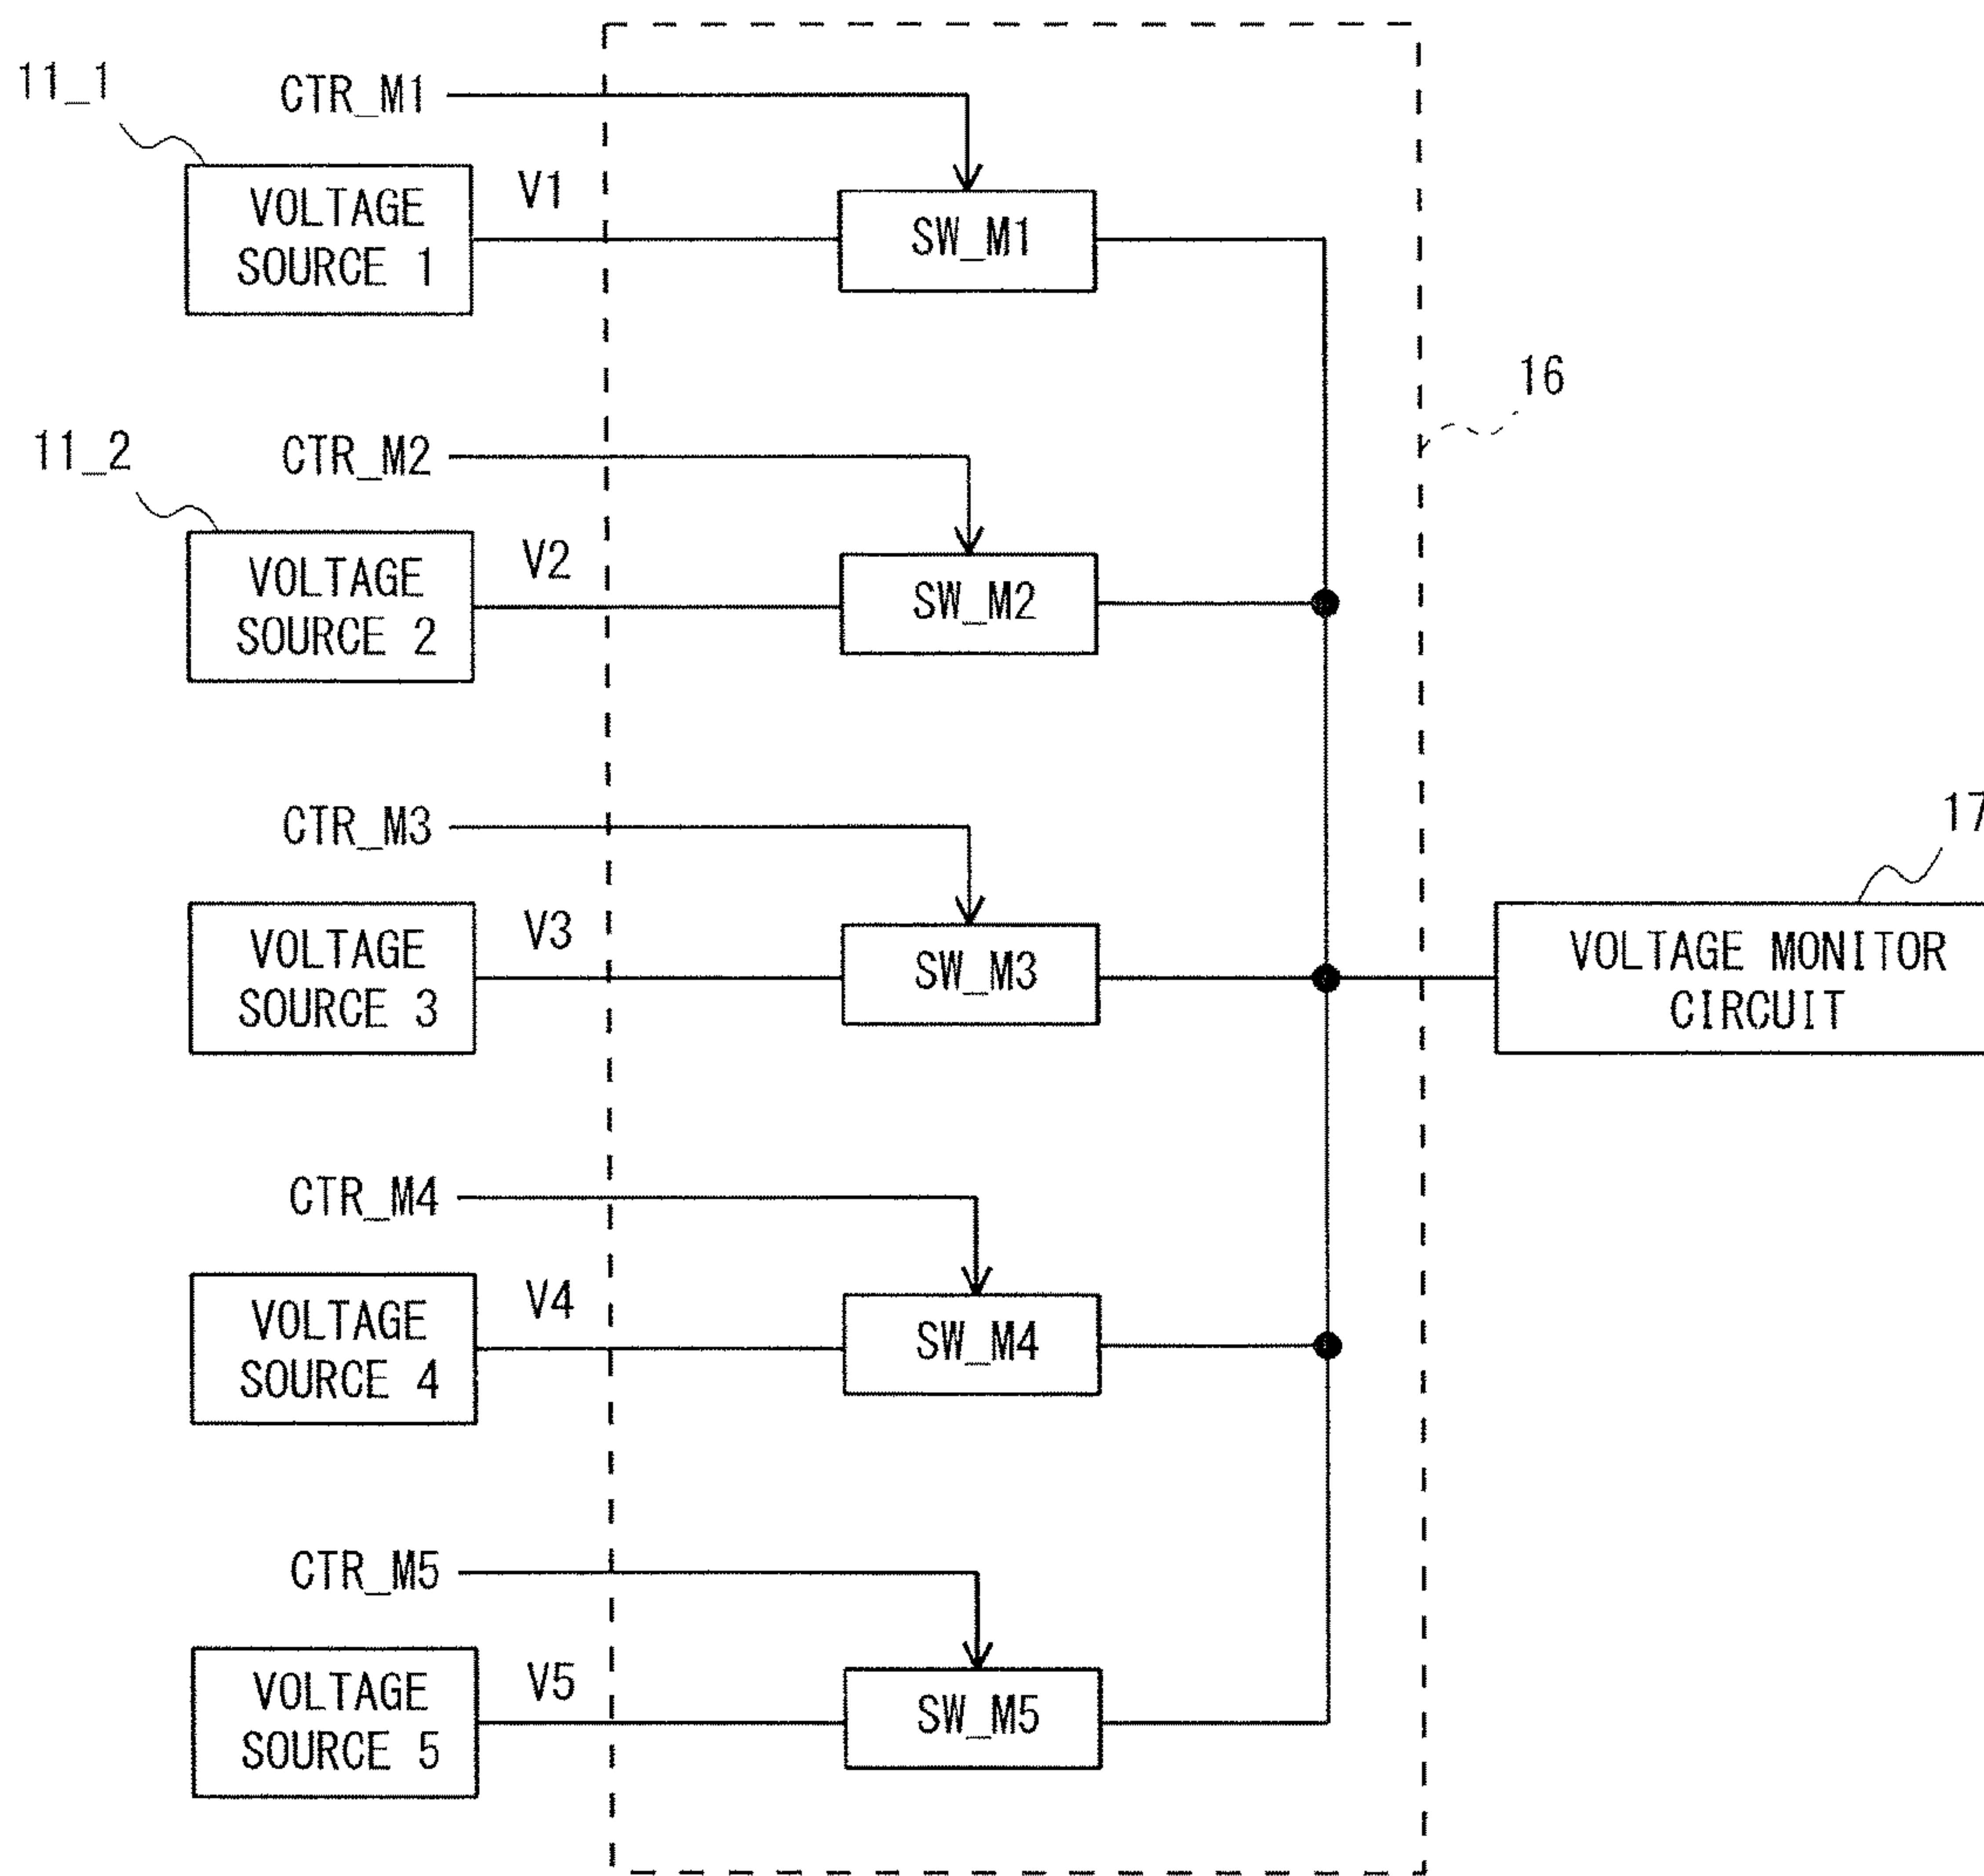 11_1
CTR_M1
VOLTAGE
SOURCE 1
V1
SW_M1
16
11_2
CTR_M2
VOLTAGE
SOURCE 2
V2
SW_M2
CTR_M3
VOLTAGE
SOURCE 3
V3
SW_M3
17
VOLTAGE MONITOR
CIRCUIT
CTR_M4
VOLTAGE
SOURCE 4
V4
SW_M4
CTR_M5
VOLTAGE
SOURCE 5
V5
SW_M5